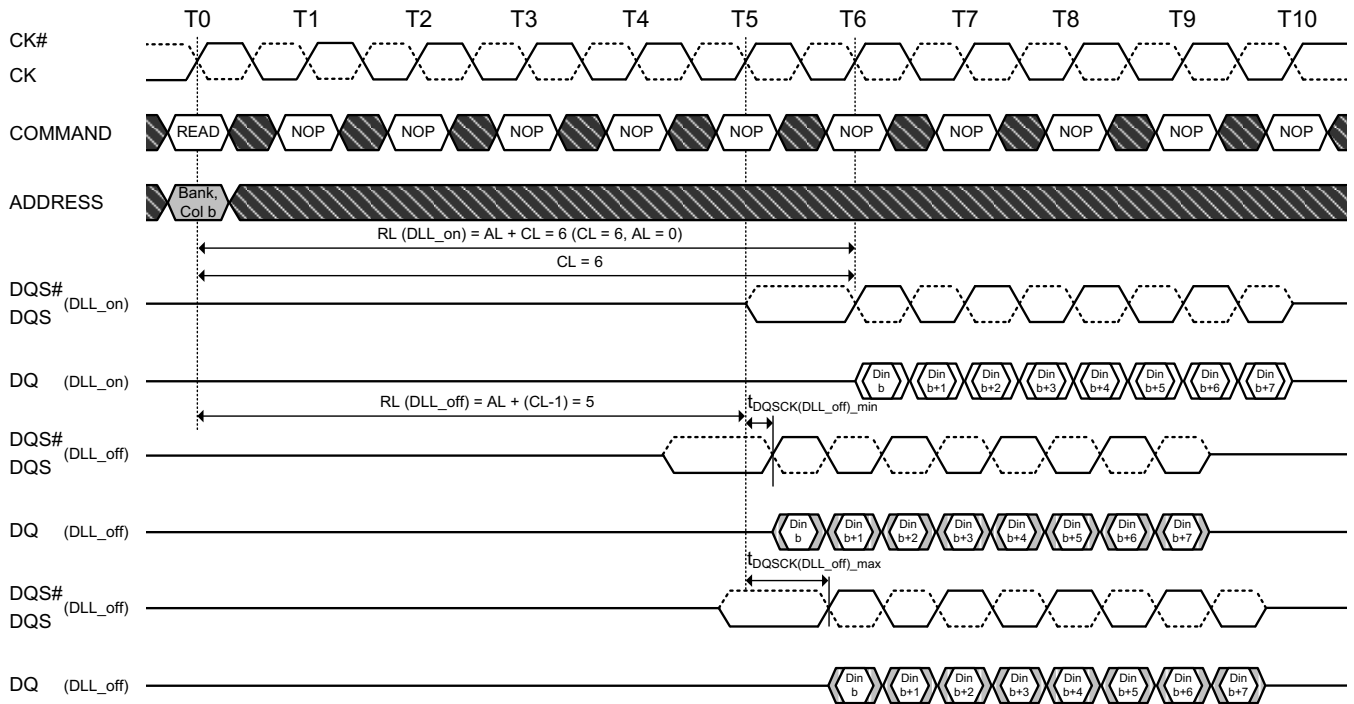 T0 T1 T2 T3 T4 T5 T6 T7 T8 T9 T10
CK#
CK
COMMAND READ NOP NOP NOP NOP NOP NOP NOP NOP NOP NOP
ADDRESS Bank,
Col b
RL (DLL_on) = AL + CL = 6 (CL = 6, AL = 0)
CL = 6
DQS#
(DLL_on)
DQS
DQ (DLL_on) Din b Din b+1 Din b+2 Din b+3 Din b+4 Din b+5 Din b+6 Din b+7
RL (DLL_off) = AL + (CL-1) = 5
tDQSCK(DLL_off)_min
DQS#
(DLL_off)
DQS
DQ (DLL_off) Din b Din b+1 Din b+2 Din b+3 Din b+4 Din b+5 Din b+6 Din b+7
tDQSCK(DLL_off)_max
DQS#
(DLL_off)
DQS
DQ (DLL_off) Din b Din b+1 Din b+2 Din b+3 Din b+4 Din b+5 Din b+6 Din b+7